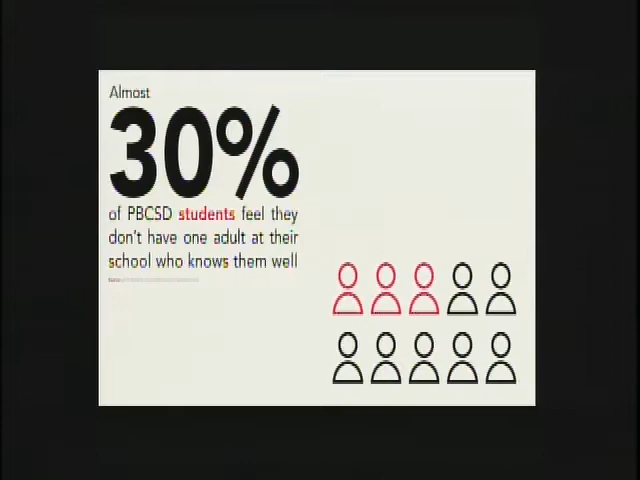 Almost
30%
of PBCSD students feel they
don't have one adult at their
school who knows them well